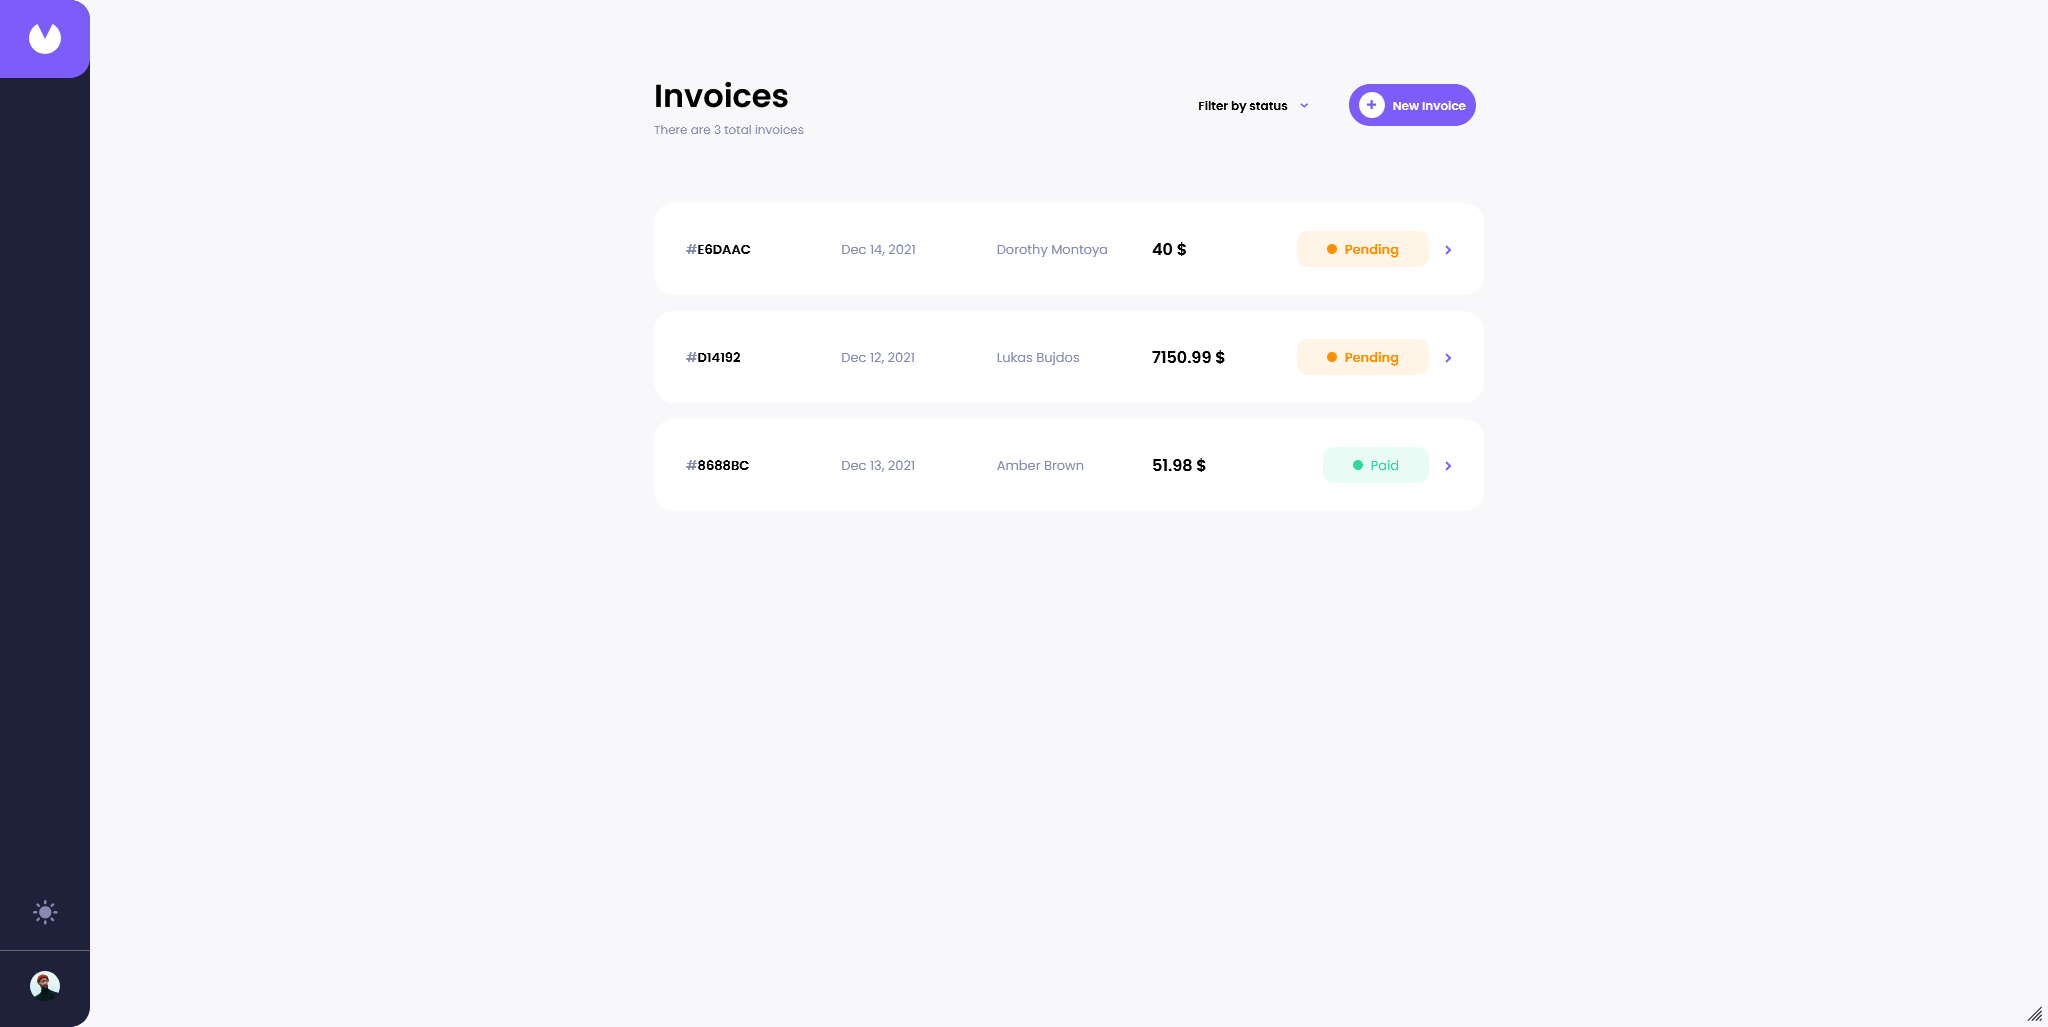 Invoices
There are 3 total invoices
Filter by status
New Invoice
#E6DAAC Dec 14, 2021 Dorothy Montoya 40 $ Pending
#D14192 Dec 12, 2021 Lukas Bujdos 7150.99 $ Pending
#8688BC Dec 13, 2021 Amber Brown 51.98 $ Paid